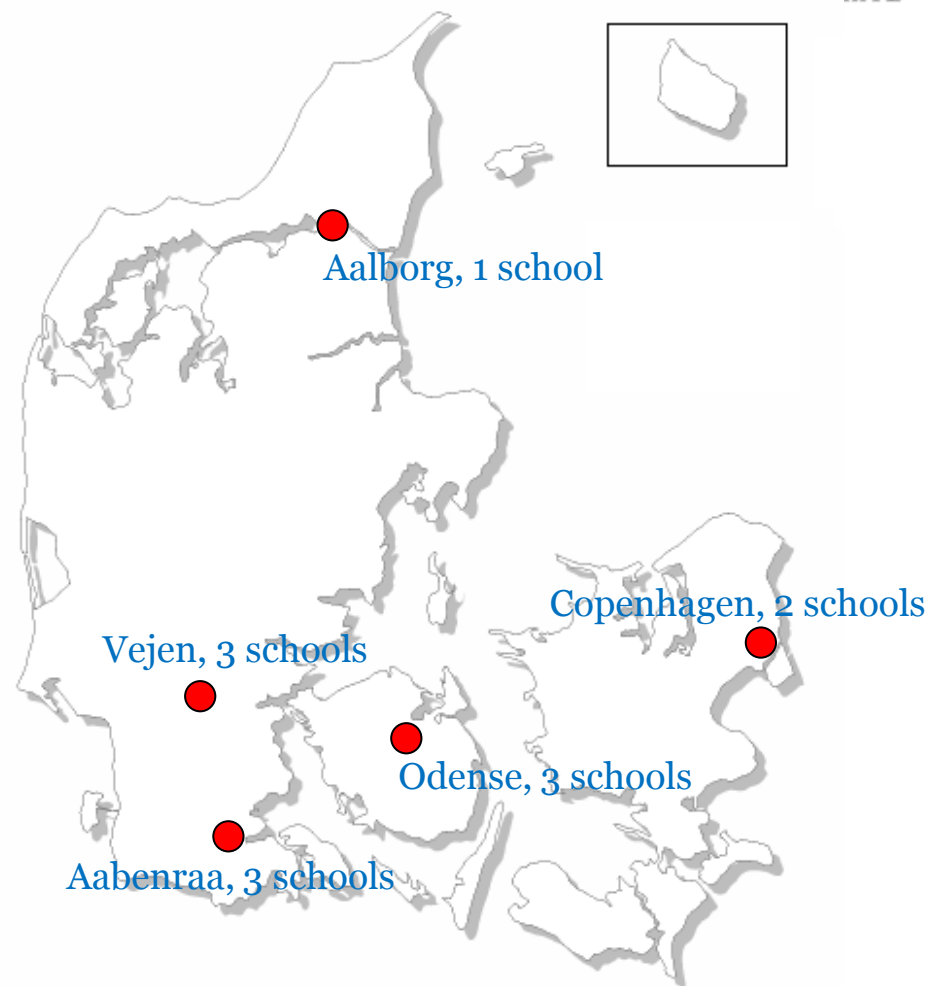 Aalborg, 1 school
Copenhagen, 2 schools
Vejen, 3 schools
Odense, 3 schools
Aabenraa, 3 schools